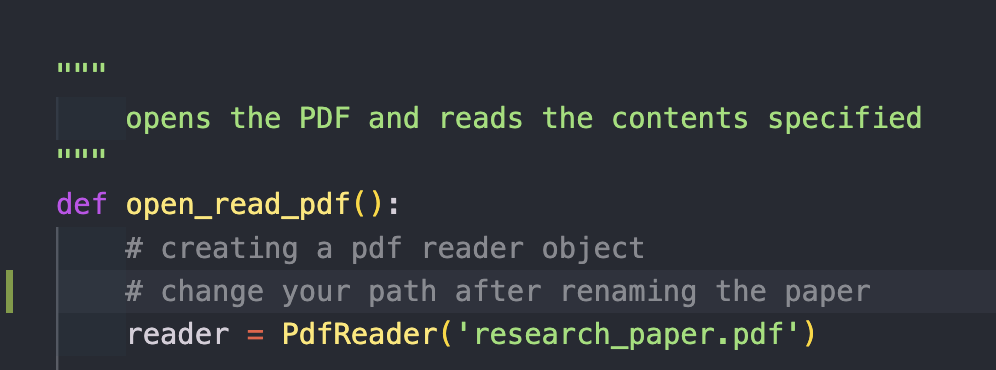 """
    opens the PDF and reads the contents specified
"""
def open_read_pdf():
    # creating a pdf reader object
    # change your path after renaming the paper
    reader = PdfReader('research_paper.pdf')